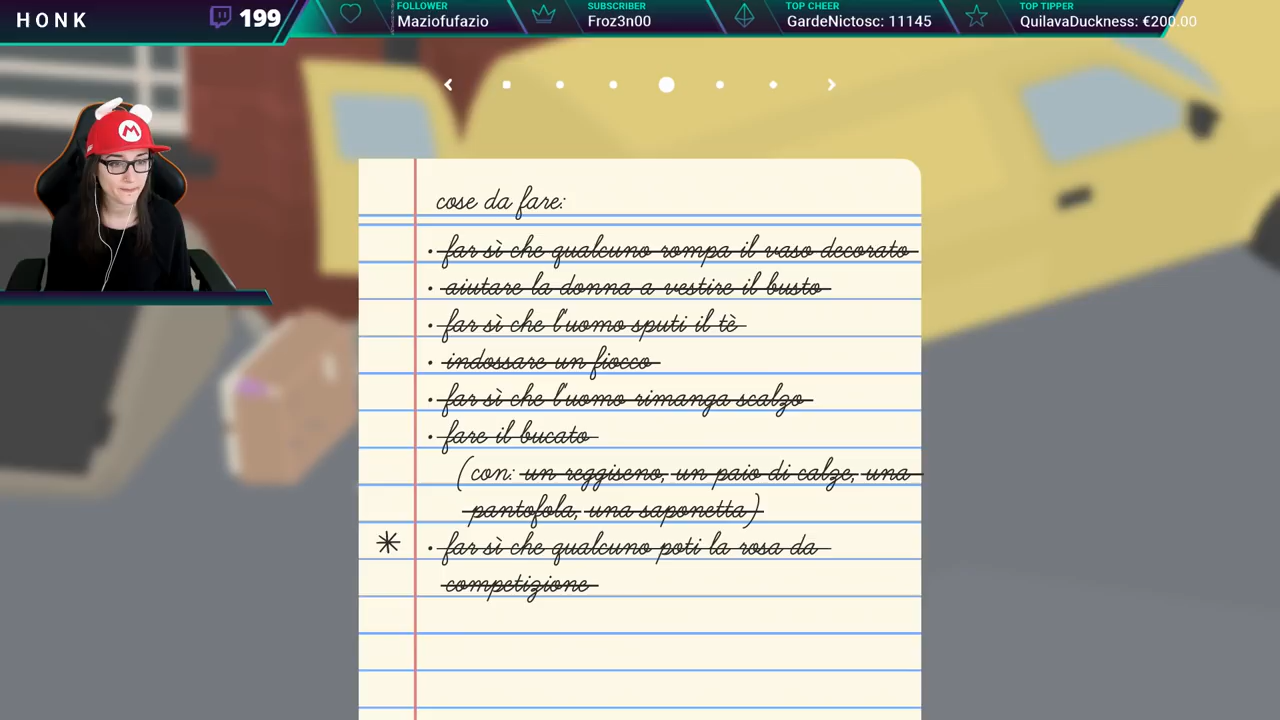 HONK
199
FOLLOWER
Maziofufazio
SUBSCRIBER
Froz3n00
TOP CHEER
GardeNictosc: 11145
TOP TIPPER
QuilavaDuckness: €200.00
M
cose da fare:
• far sì che qualcuno rompa il vaso decorato
• aiutare la donna a vestire il busto
• far sì che l'uomo sputi il tè
• indossare un fiocco
• far sì che l'uomo rimanga scalzo
• fare il bucato
(con: un reggiseno, un paio di calze, una
pantofola, una saponetta)
• far sì che qualcuno poti la rosa da
competizione